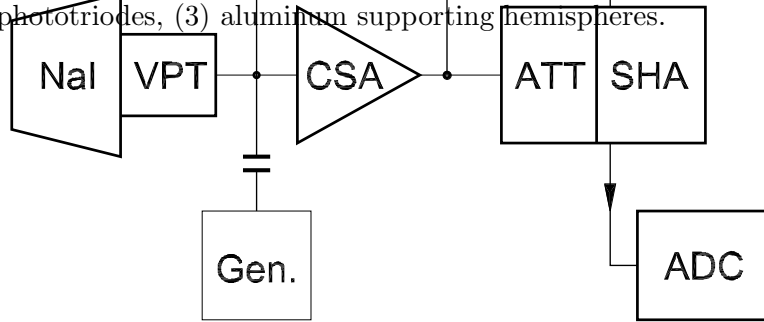 phototriodes, (3) aluminum supporting hemispheres.
NaI VPT CSA ATT SHA
Gen. ADC